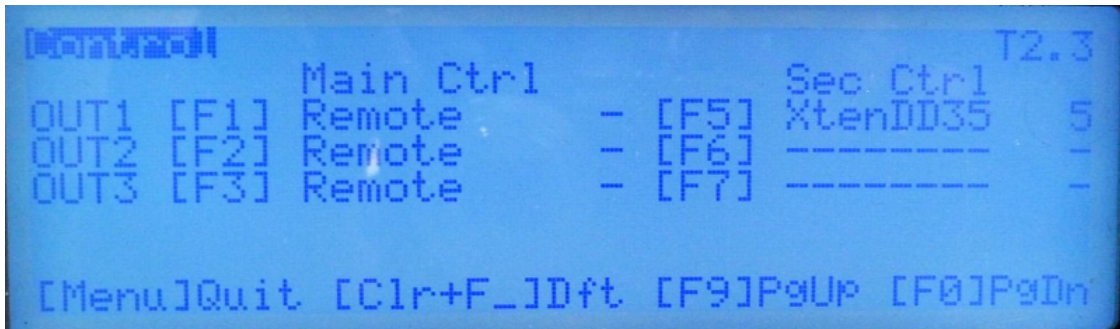 Control T2.3
Main Ctrl Sec Ctrl
OUT1 [F1] Remote - [F5] XtenDD35 5
OUT2 [F2] Remote - [F6] -------- -
OUT3 [F3] Remote - [F7] -------- -
[Menu]Quit [Clr+F_]Dft [F9]PgUp [F0]PgDn